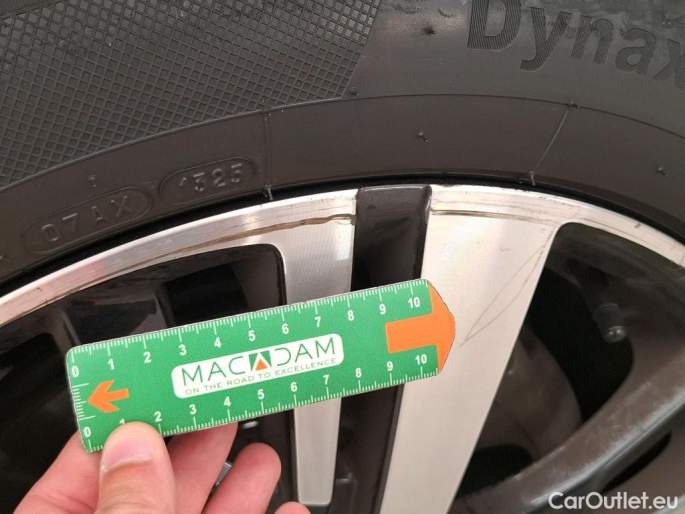 Dynax
07AX 1325
0 1 2 3 4 5 6 7 8 9 10
MACADAM
ON THE ROAD TO EXCELLENCE
0 1 2 3 4 5 6 7 8 9 10
CarOutlet.eu